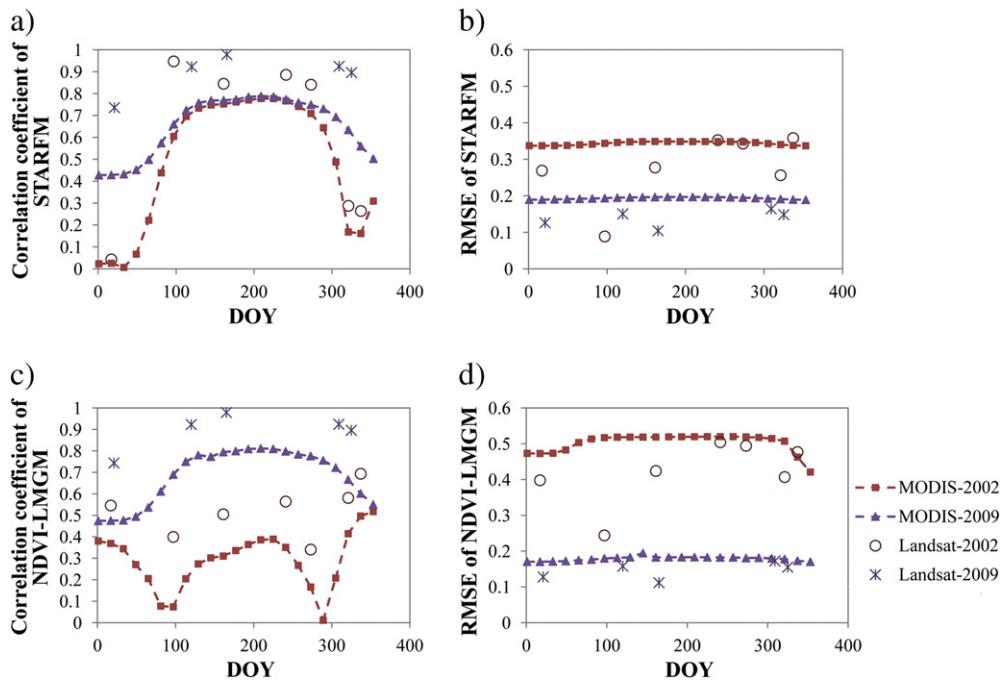 a)
Correlation coefficient of
STARFM
1
0.9
0.8
0.7
0.6
0.5
0.4
0.3
0.2
0.1
0
0 100 200 300 400
DOY
b)
RMSE of STARFM
0.6
0.5
0.4
0.3
0.2
0.1
0
0 100 200 300 400
DOY
c)
Correlation coefficient of
NDVI-LMGM
1
0.9
0.8
0.7
0.6
0.5
0.4
0.3
0.2
0.1
0
0 100 200 300 400
DOY
d)
RMSE of NDVI-LMGM
0.6
0.5
0.4
0.3
0.2
0.1
0
0 100 200 300 400
DOY
MODIS-2002
MODIS-2009
Landsat-2002
Landsat-2009